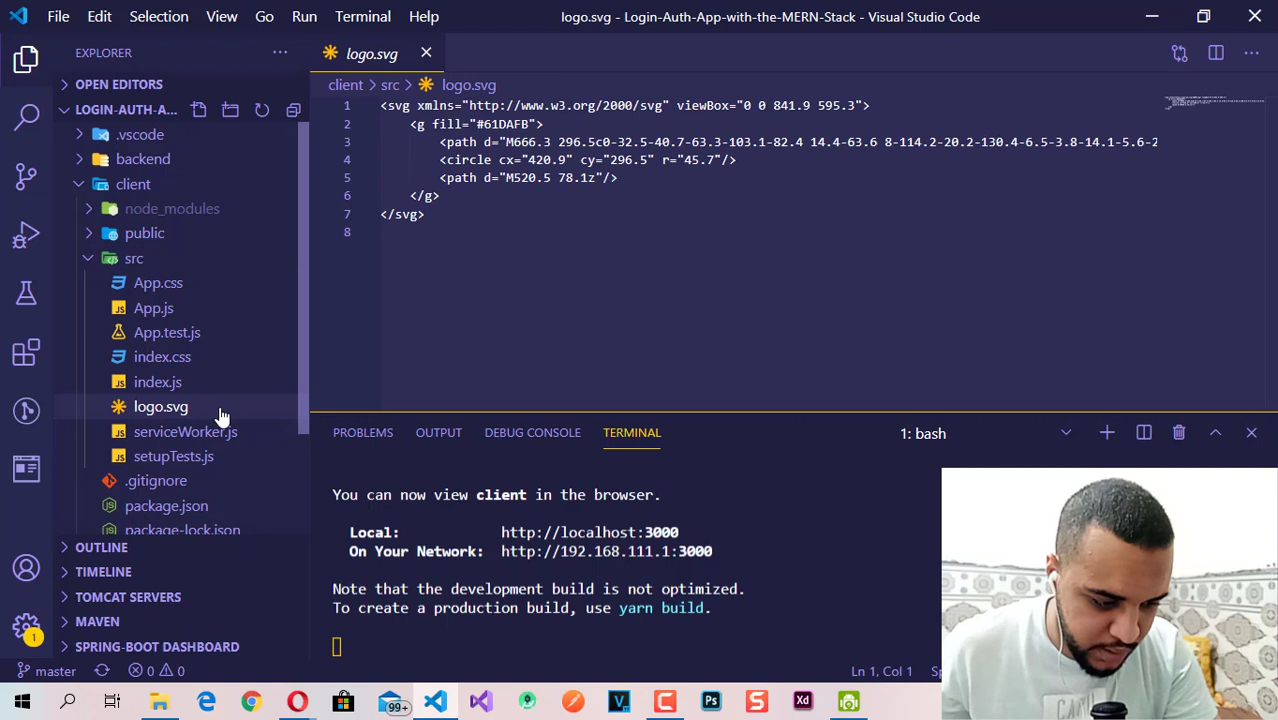 File Edit Selection View Go Run Terminal Help logo.svg - Login-Auth-App-with-the-MERN-Stack - Visual Studio Code
EXPLORER
OPEN EDITORS
LOGIN-AUTH-A...
.vscode
backend
client
node_modules
public
src
App.css
App.js
App.test.js
index.css
index.js
logo.svg
serviceWorker.js
setupTests.js
.gitignore
package.json
package-lock.json
OUTLINE
TIMELINE
TOMCAT SERVERS
MAVEN
SPRING-BOOT DASHBOARD
logo.svg
client > src > logo.svg
1 <svg xmlns="http://www.w3.org/2000/svg" viewBox="0 0 841.9 595.3">
2 <g fill="#61DAFB">
3 <path d="M666.3 296.5c0-32.5-40.7-63.3-103.1-82.4 14.4-63.6 8-114.2-20.2-130.4-6.5-3.8-14.1-5.6-2
4 <circle cx="420.9" cy="296.5" r="45.7"/>
5 <path d="M520.5 78.1z"/>
6 </g>
7 </svg>
8
PROBLEMS OUTPUT DEBUG CONSOLE TERMINAL 1: bash
You can now view client in the browser.
Local: http://localhost:3000
On Your Network: http://192.168.111.1:3000
Note that the development build is not optimized.
To create a production build, use yarn build.
1
master 0 0 Ln 1, Col 1
99+ Ps S Xd